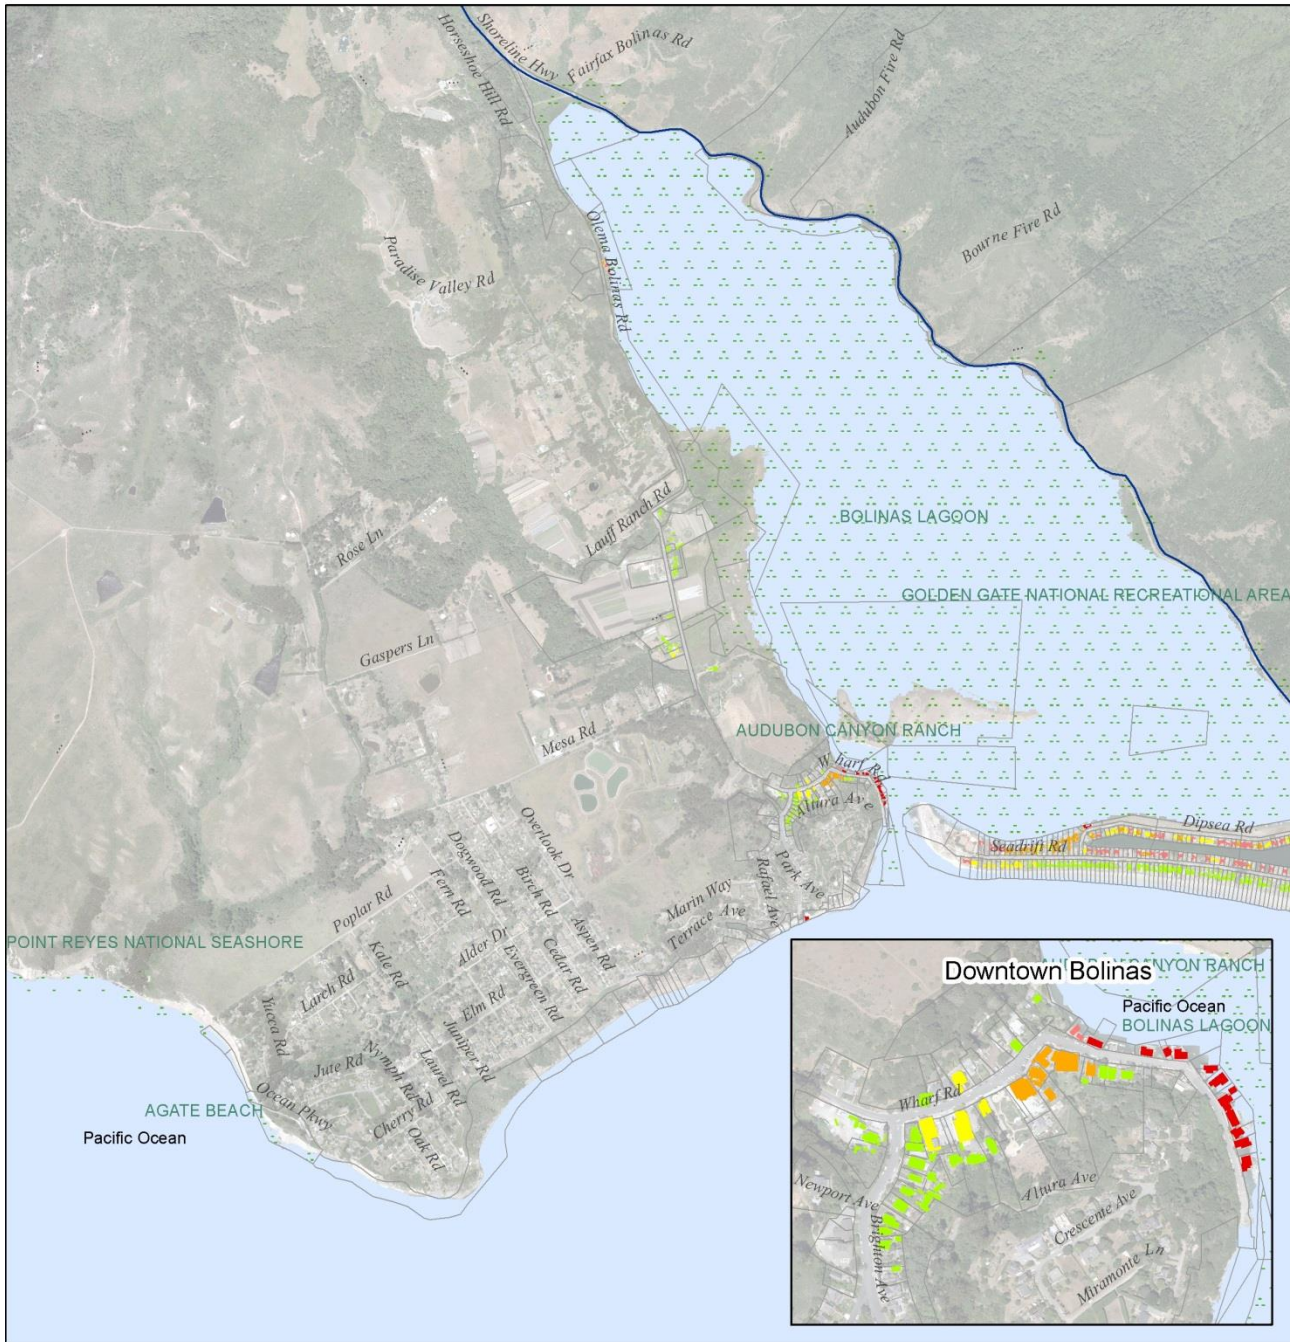 Horseshoe Hill Rd
Shoreline Hwy
Fairfax Bolinas Rd
Audubon Fire Rd
Olema Bolinas Rd
Bourne Fire Rd
Paradise Valley Rd
Lauff Ranch Rd
BOLINAS LAGOON
Rose Ln
GOLDEN GATE NATIONAL RECREATIONAL AREA
Gaspers Ln
Mesa Rd
AUDUBON CANYON RANCH
Wharf Rd
Altura Ave
Dipsea Rd
Seadrift Rd
Overlook Dr
Dogwood Rd
Fern Rd
Birch Rd
Park Ave
Rafael Ave
Marin Way
Terrace Ave
Poplar Rd
Aspen Rd
Alder Dr
Cedar Rd
Evergreen Rd
POINT REYES NATIONAL SEASHORE
Kale Rd
Larch Rd
Elm Rd
Yucca Rd
Juniper Rd
Jute Rd
Nymph Rd
Laurel Rd
Ocean Pkwy
Cherry Rd
Oak Rd
AGATE BEACH
Pacific Ocean
Downtown Bolinas
CANYON RANCH
Pacific Ocean
BOLINAS LAGOON
Wharf Rd
Newport Ave
Brighton Ave
Altura Ave
Crescente Ave
Miramonte Ln